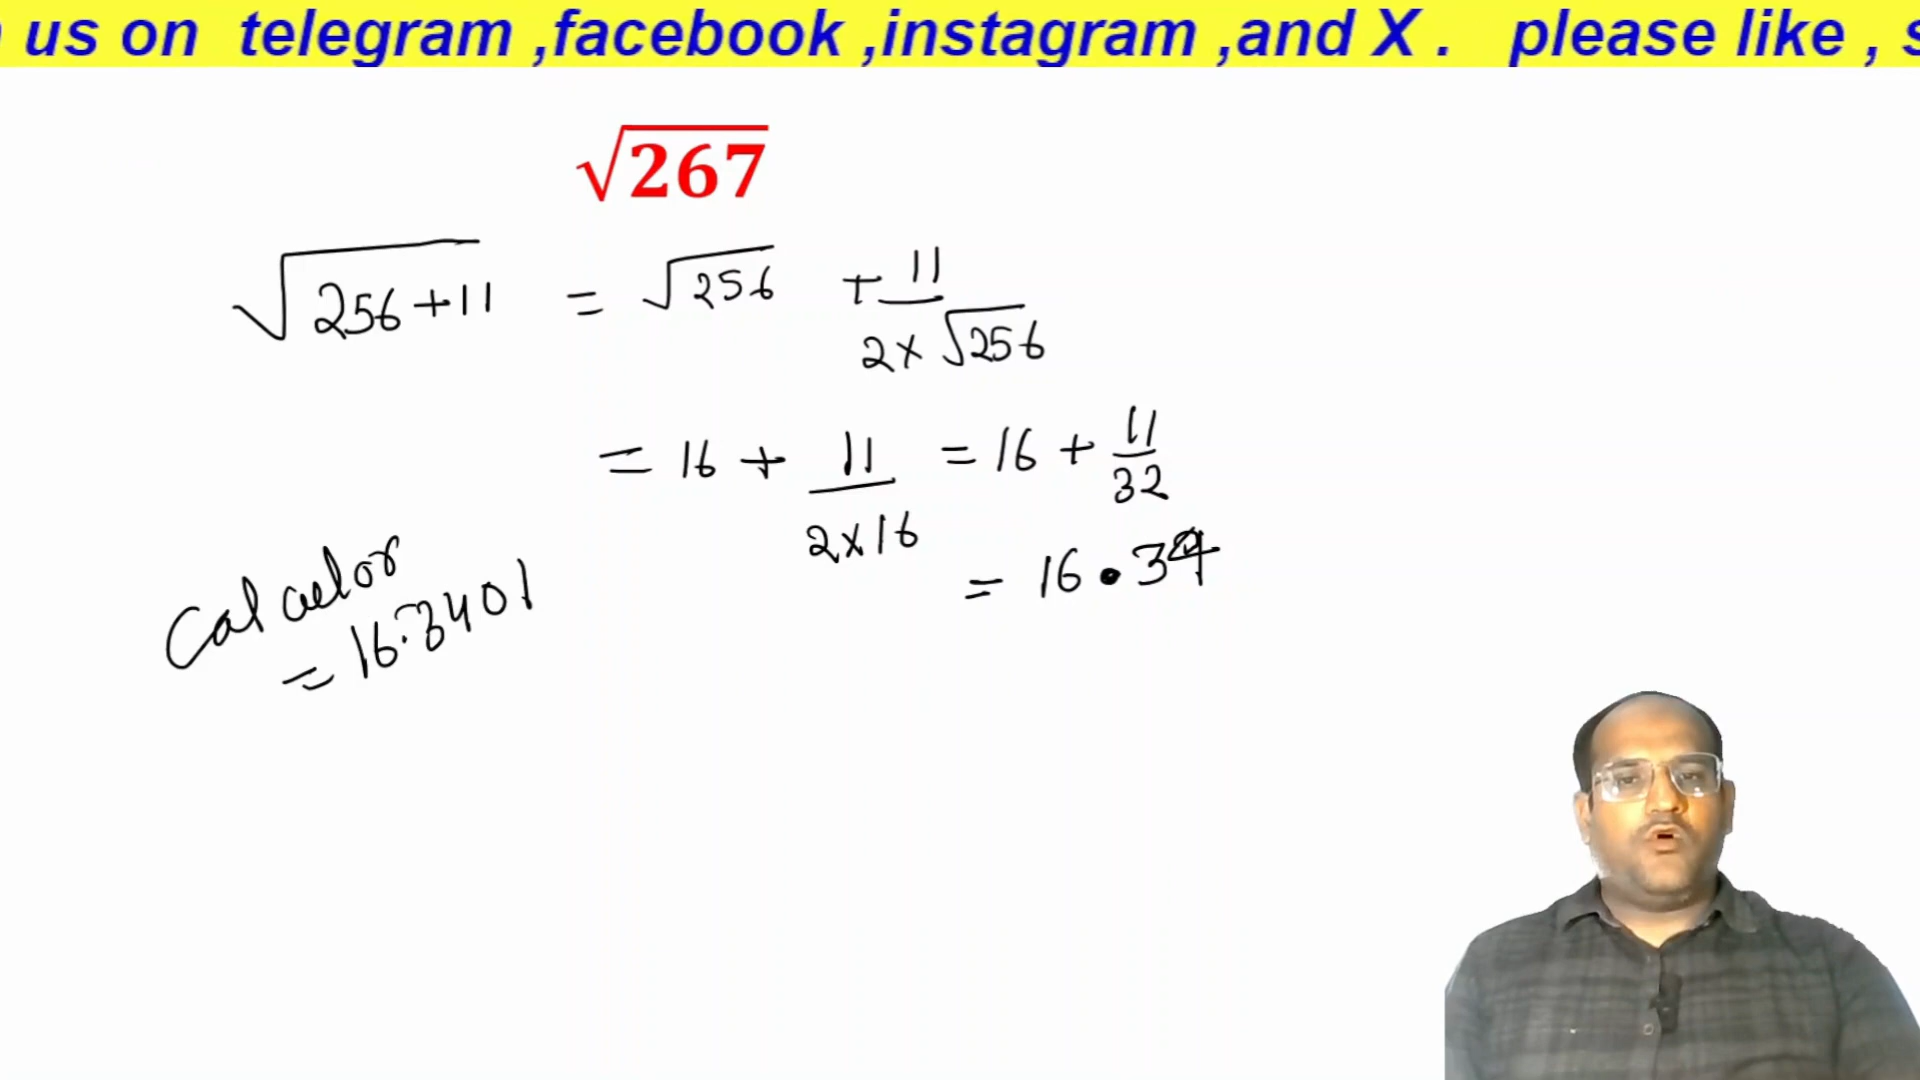 us on telegram ,facebook ,instagram ,and X . please like , s
√267
√256+11 = √256 + 11/2×√256
= 16 + 11/2×16 = 16 + 11/32
= 16.34
Calculor
= 16.3401